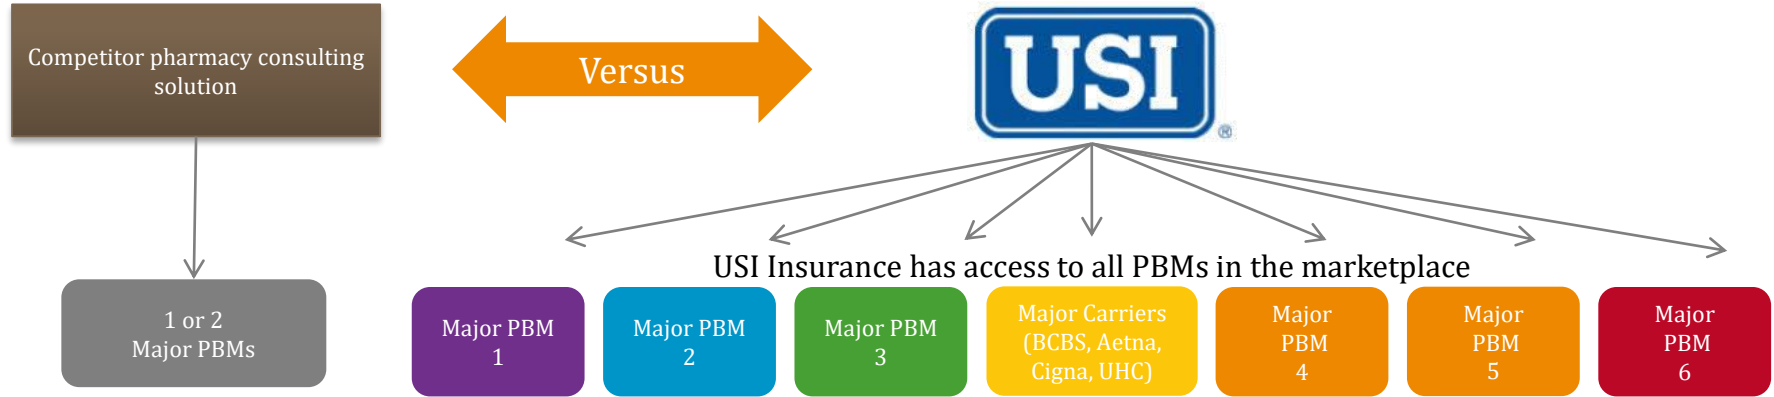 Competitor pharmacy consulting
solution
Versus
USI
®
USI Insurance has access to all PBMs in the marketplace
1 or 2
Major PBMs
Major PBM
1
Major PBM
2
Major PBM
3
Major Carriers
(BCBS, Aetna,
Cigna, UHC)
Major
PBM
4
Major
PBM
5
Major
PBM
6